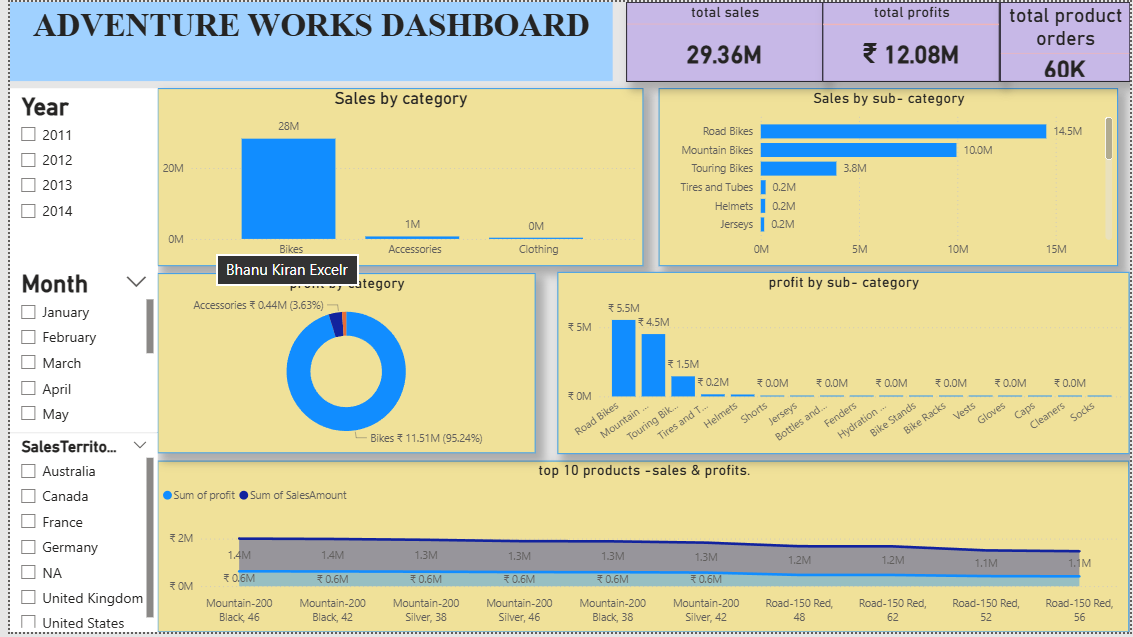 ADVENTURE WORKS DASHBOARD
total sales
29.36M
total profits
₹ 12.08M
total product
orders
60K
Year
2011
2012
2013
2014
Month
January
February
March
April
May
SalesTerrito...
Australia
Canada
France
Germany
NA
United Kingdom
United States
Sales by category
28M
20M
1M
0M
0M
Bikes
Accessories
Clothing
Sales by sub- category
Road Bikes
14.5M
Mountain Bikes
10.0M
Touring Bikes
3.8M
Tires and Tubes
0.2M
Helmets
0.2M
Jerseys
0.2M
0M
5M
10M
15M
Bhanu Kiran Excelr
profit by category
Accessories ₹ 0.44M (3.63%)
Bikes ₹ 11.51M (95.24%)
profit by sub- category
₹ 5.5M
₹ 5M
₹ 4.5M
₹ 1.5M
₹ 0.2M
₹ 0.0M
₹ 0.0M
₹ 0.0M
₹ 0.0M
₹ 0.0M
₹ 0.0M
₹ 0M
Road Bikes
Mountain ...
Touring Bik...
Tires and T...
Helmets
Shorts
Jerseys
Bottles and...
Fenders
Hydration ...
Bike Stands
Bike Racks
Vests
Gloves
Caps
Cleaners
Socks
top 10 products -sales & profits.
Sum of profit
Sum of SalesAmount
₹ 2M
1.4M
1.4M
1.3M
1.3M
1.3M
1.3M
1.2M
1.2M
1.1M
1.1M
₹ 0M
₹ 0.6M
₹ 0.6M
₹ 0.6M
₹ 0.6M
₹ 0.6M
₹ 0.6M
Mountain-200
Black, 46
Mountain-200
Black, 42
Mountain-200
Silver, 38
Mountain-200
Silver, 46
Mountain-200
Black, 38
Mountain-200
Silver, 42
Road-150 Red,
48
Road-150 Red,
62
Road-150 Red,
52
Road-150 Red,
56